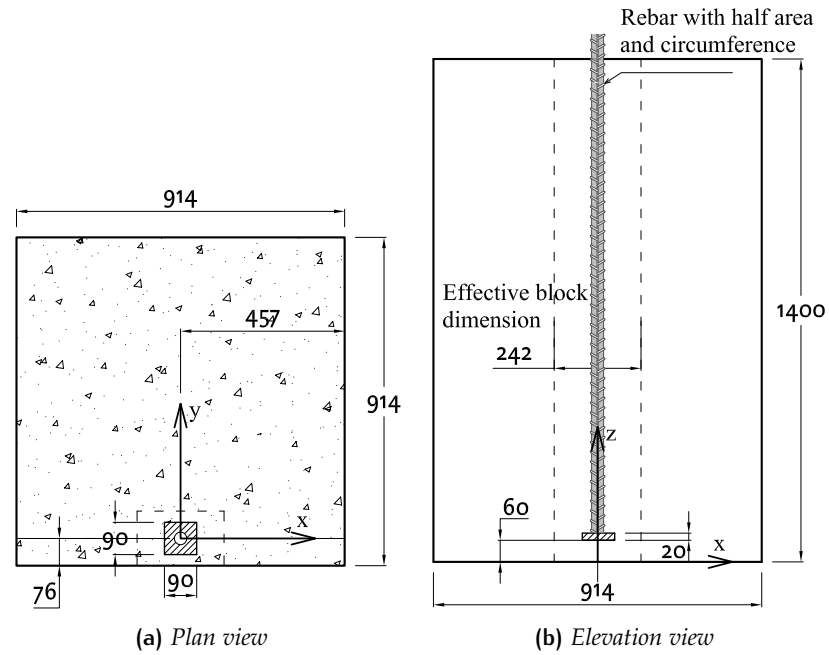 914
457
914
y
x
90
90
76
(a) Plan view
Rebar with half area
and circumference
Effective block
dimension
242
1400
z
60
20
x
914
(b) Elevation view